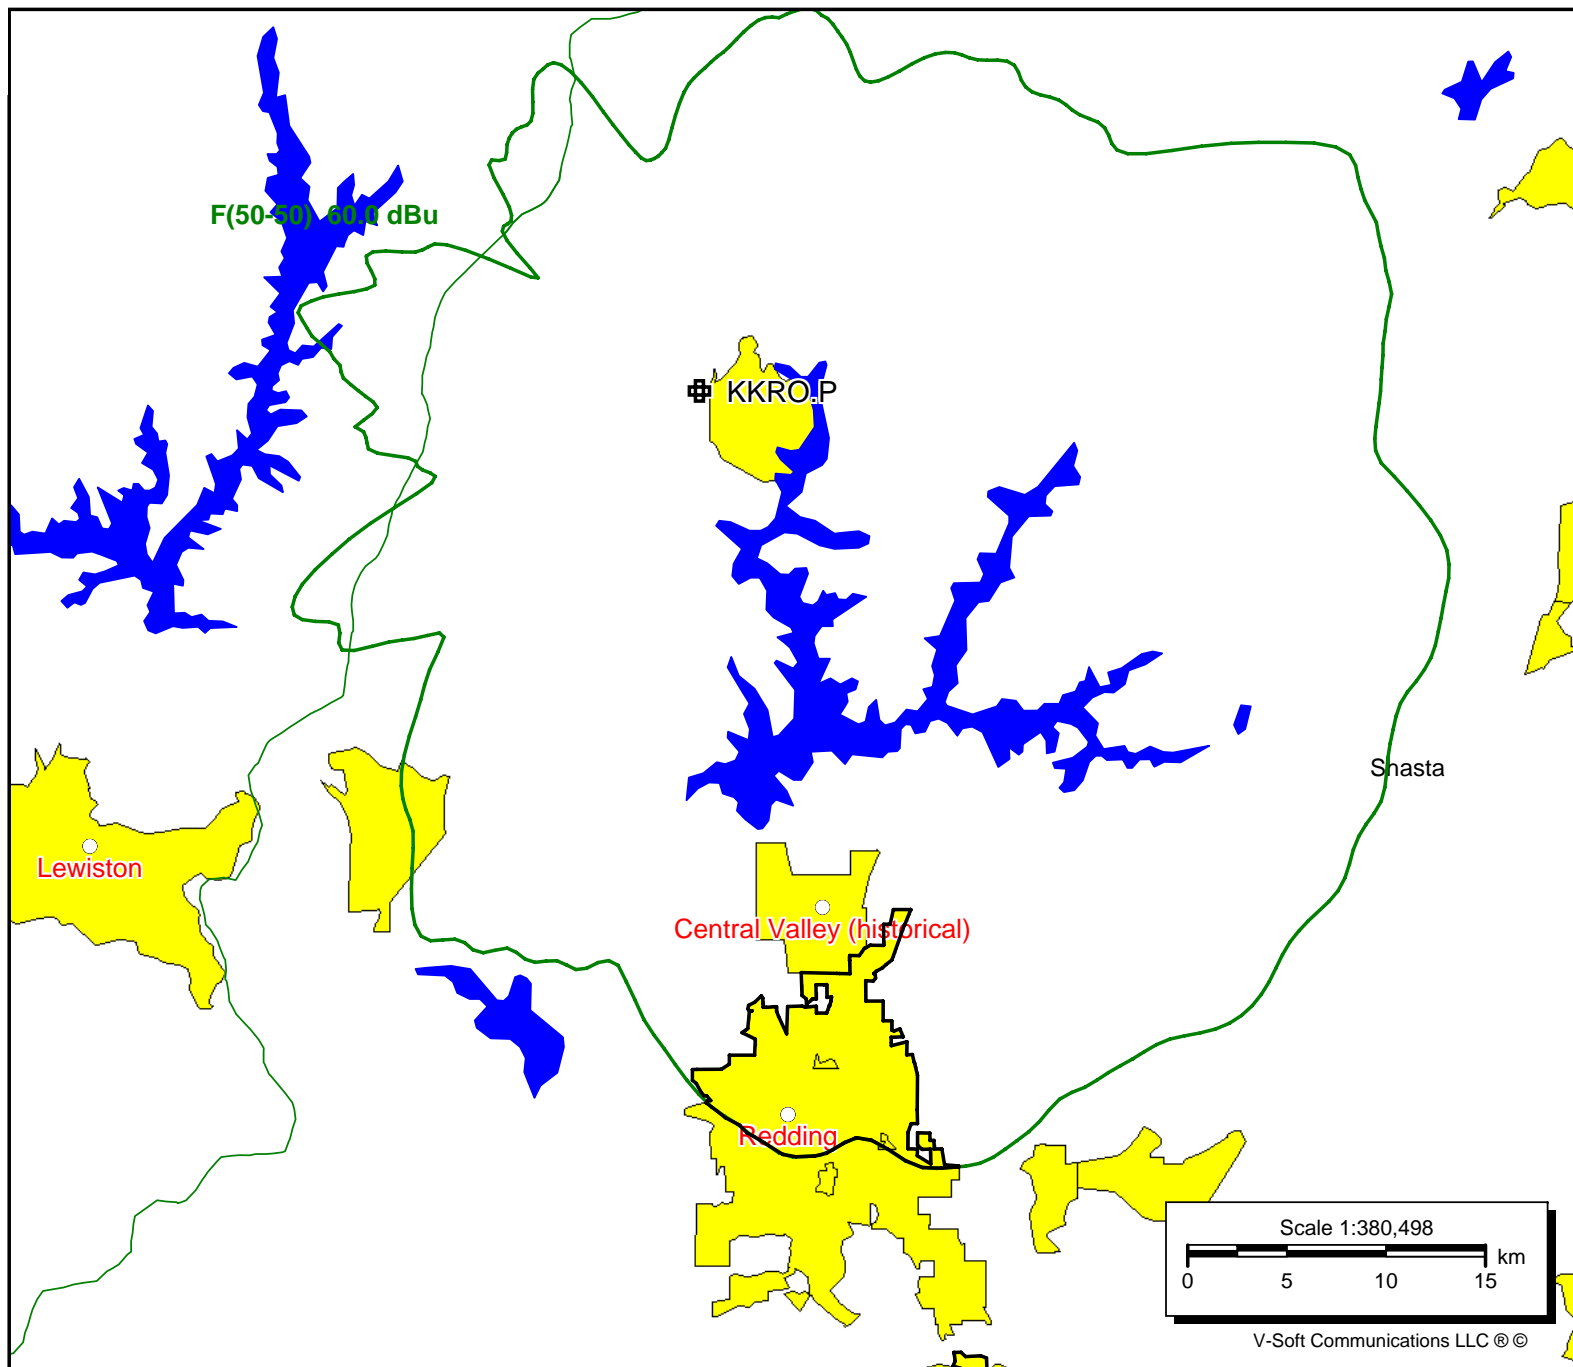 F(50-50) 60.0 dBu
KKRO.P
Shasta
Lewiston
Central Valley (historical)
Redding
Scale 1:380,498
km
0 5 10 15
V-Soft Communications LLC ® ©